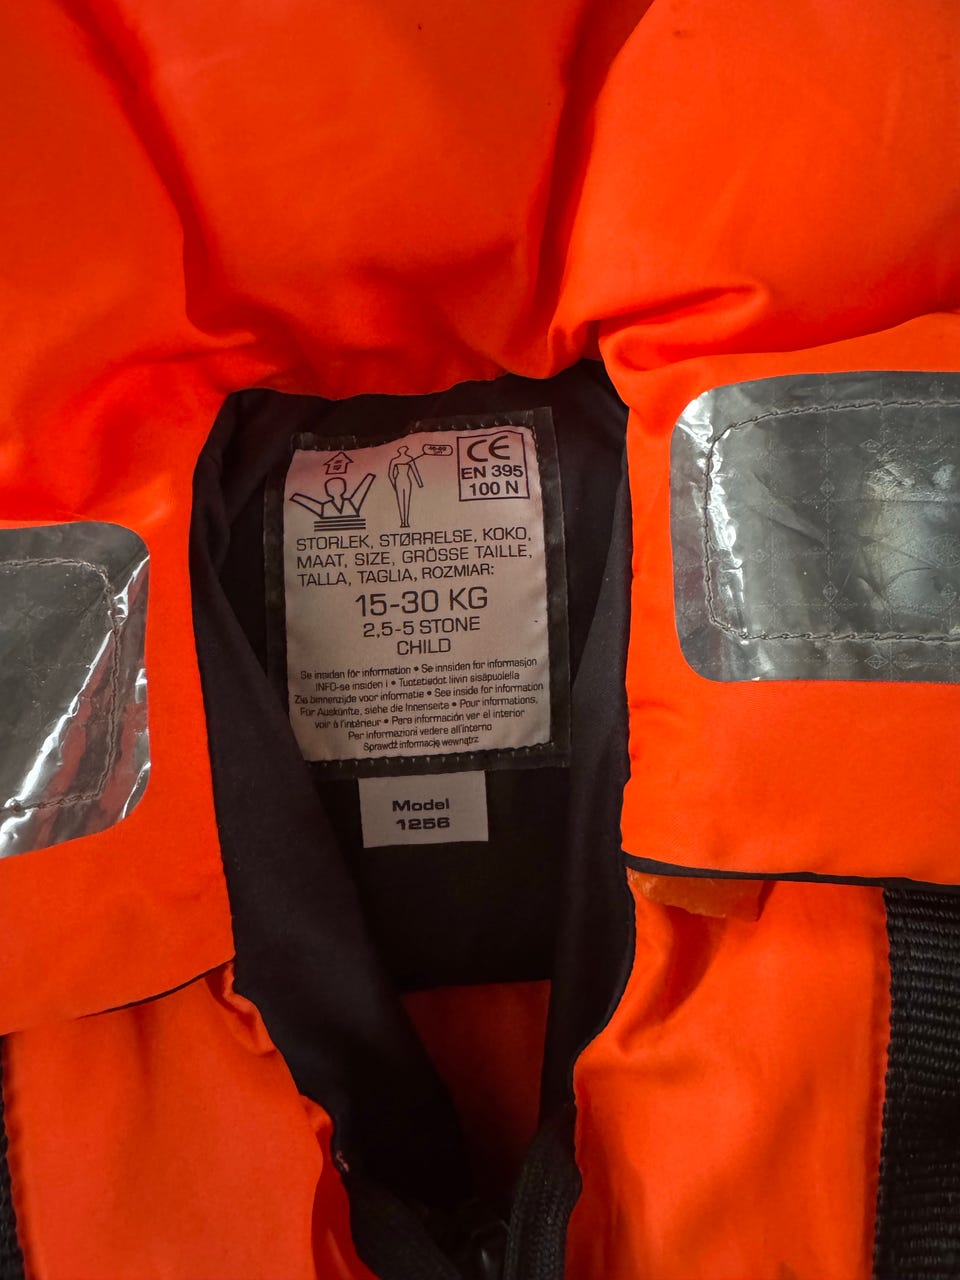 CE
EN 395
100 N
STORLEK, STØRRELSE, KOKO,
MAAT, SIZE, GRÖSSE TAILLE,
TALLA, TAGLIA, ROZMIAR:
15-30 KG
2,5-5 STONE
CHILD
Se insidan för information • Se innsiden for informasjon
INFO-se insiden i • Tuotetiedot liivin sisäpuolella
Zie binnenzijde voor informatie • See inside for information
Für Auskünfte, siehe die Innenseite • Pour informations,
voir à l'intérieur • Para información ver el interior
Per informazioni vedere all'interno
Sprawdź informację wewnątrz
Model
1256